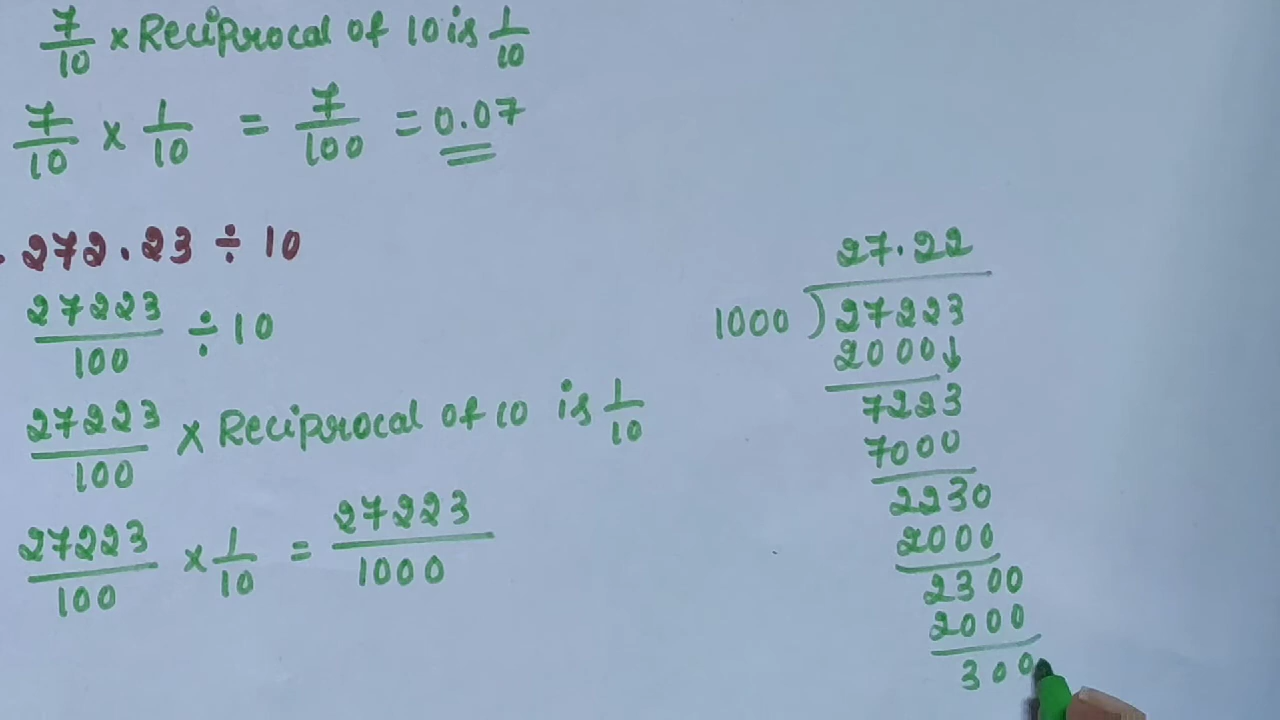 7/10 × Reciprocal of 10 is 1/10
7/10 × 1/10 = 7/100 = 0.07
. 272.23 ÷ 10
27223/100 ÷ 10
27223/100 × Reciprocal of 10 is 1/10
27223/100 × 1/10 = 27223/1000
27.22
1000 ) 27223
2000↓
7223
7000
2230
2000
2300
2000
300